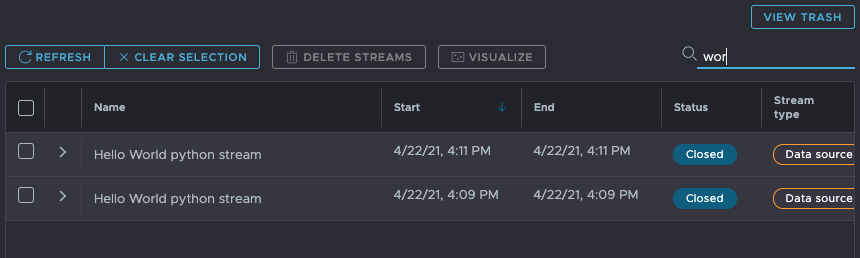 VIEW TRASH
REFRESH CLEAR SELECTION DELETE STREAMS VISUALIZE wor
Name Start End Status Stream type
Hello World python stream 4/22/21, 4:11 PM 4/22/21, 4:11 PM Closed Data source
Hello World python stream 4/22/21, 4:09 PM 4/22/21, 4:09 PM Closed Data source